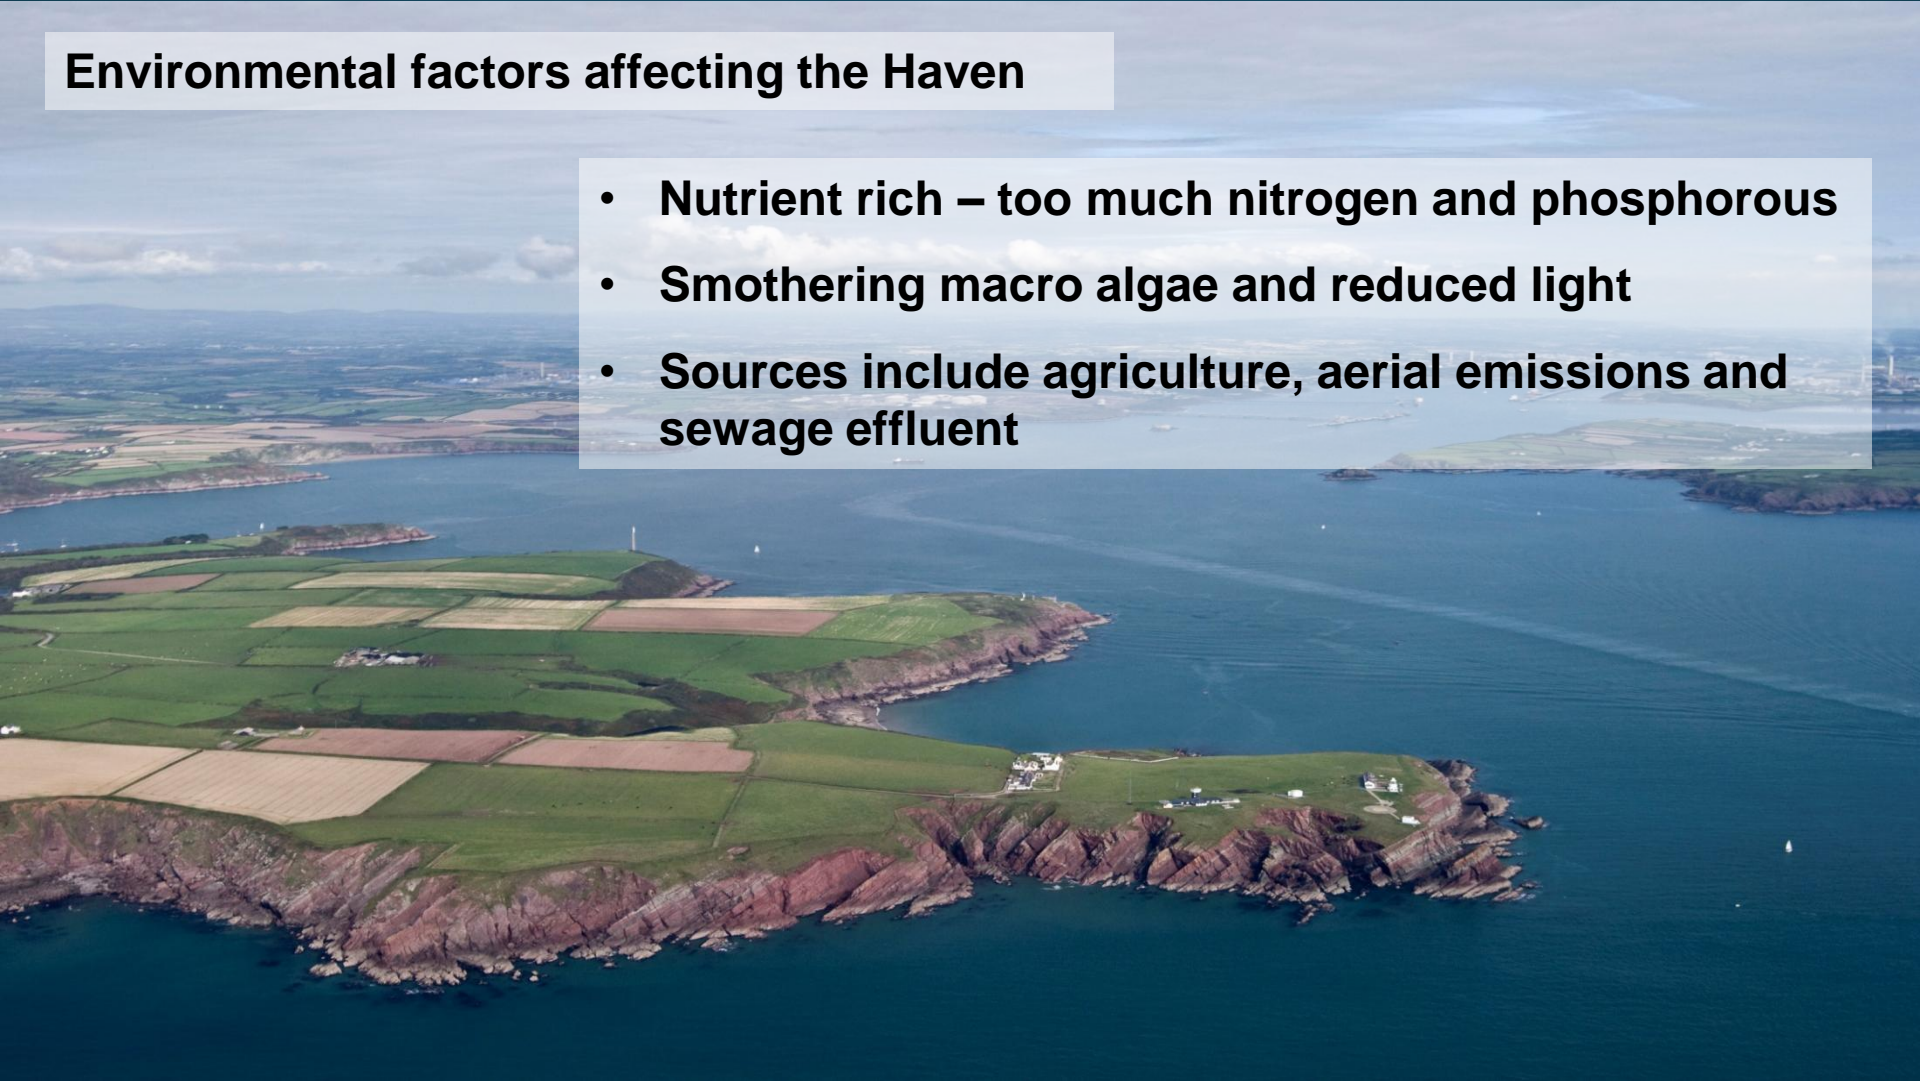 Environmental factors affecting the Haven
• Nutrient rich – too much nitrogen and phosphorous
• Smothering macro algae and reduced light
• Sources include agriculture, aerial emissions and
sewage effluent